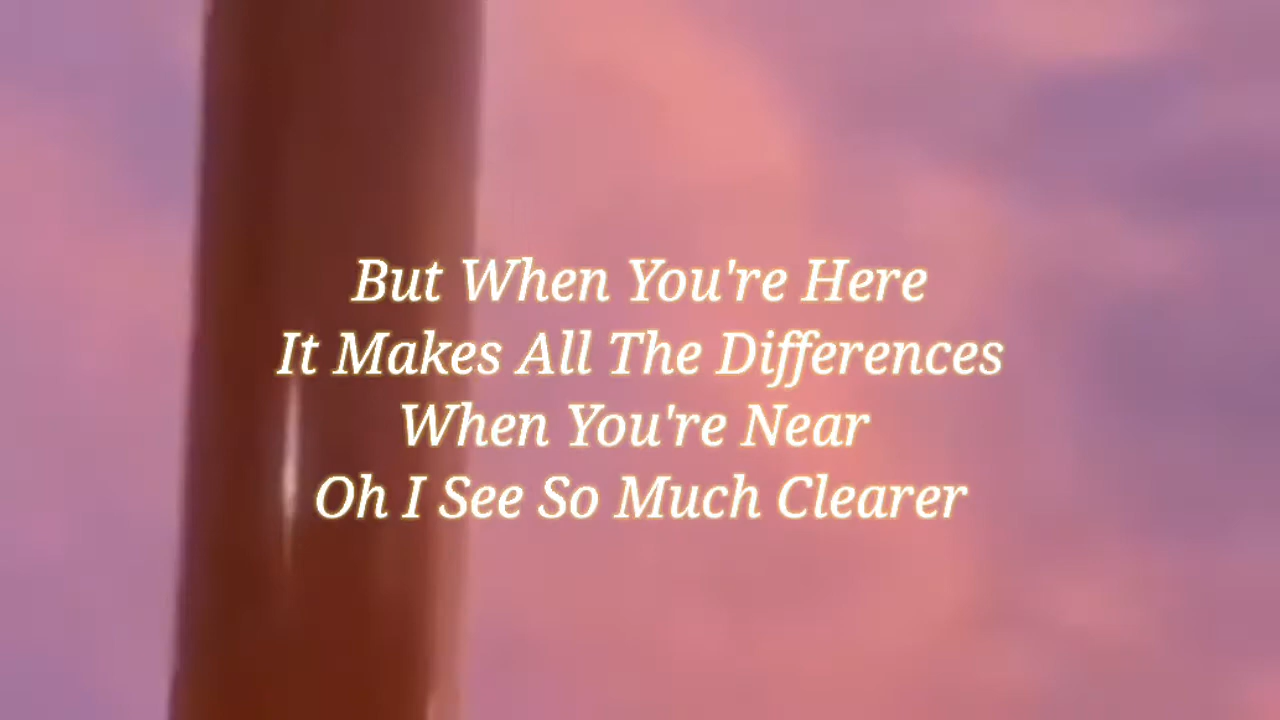 But When You're Here
It Makes All The Differences
When You're Near
Oh I See So Much Clearer